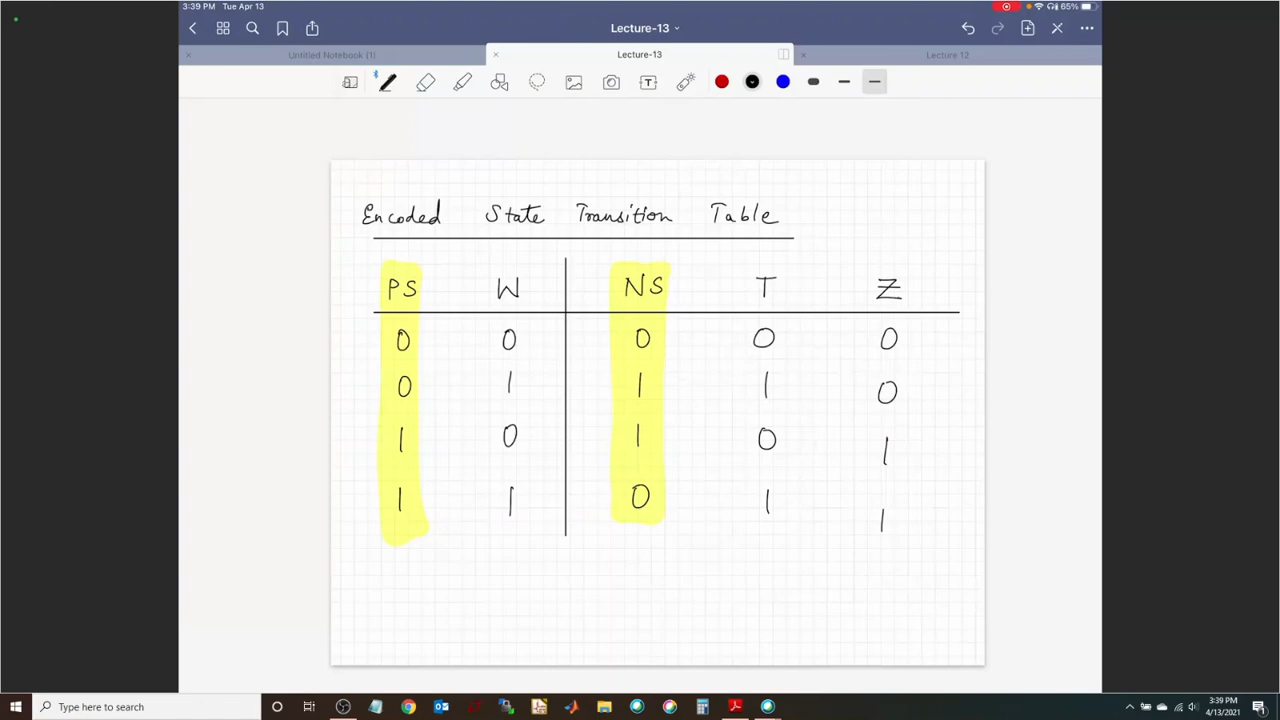 3:39 PM Tue Apr 13
65%
Lecture-13
Untitled Notebook (1)
Lecture-13
Lecture 12
T
Encoded State Transition Table
PS W NS T Z
0 0 0 0 0
0 1 1 1 0
1 0 1 0 1
1 1 0 1 1
Type here to search
3:39 PM
4/13/2021